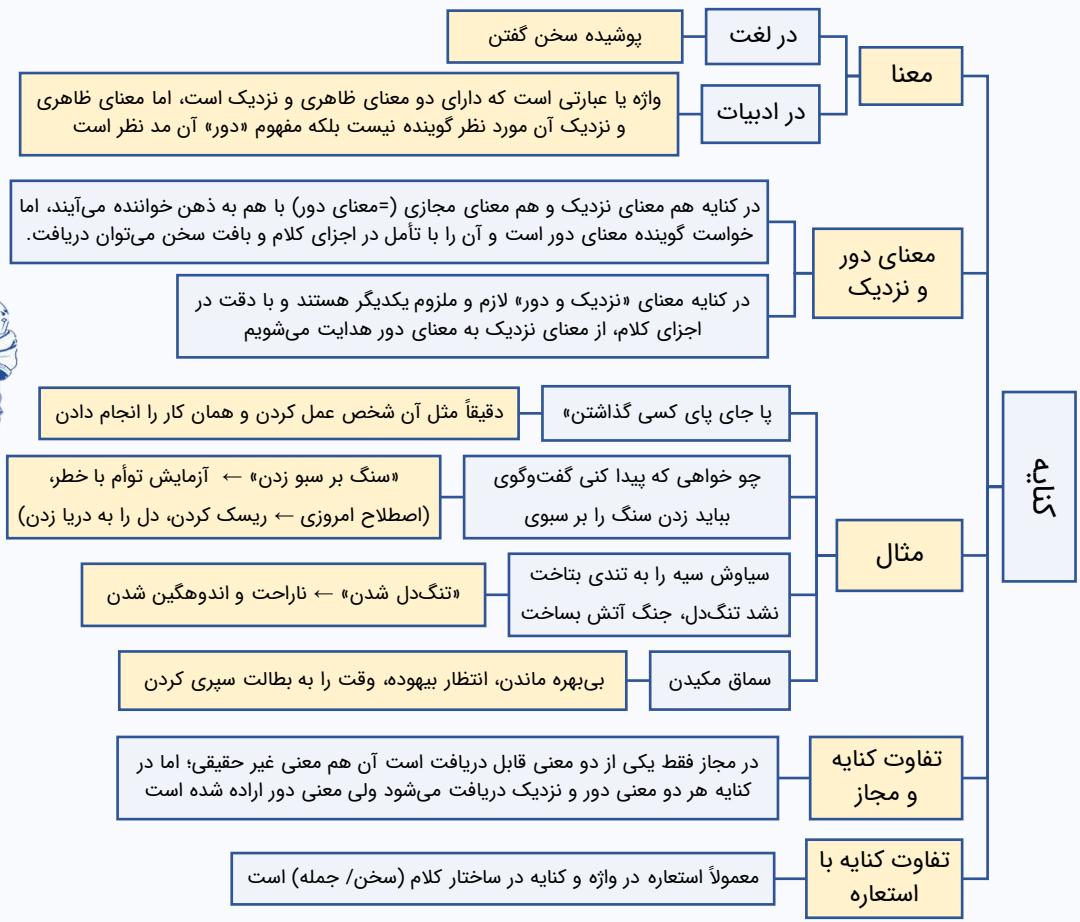 کنایه
معنا
در لغت
پوشیده سخن گفتن
در ادبیات
واژه یا عبارتی است که دارای دو معنای ظاهری و نزدیک است، اما معنای ظاهری
و نزدیک آن مورد نظر گوینده نیست بلکه مفهوم «دور» آن مد نظر است
معنای دور
و نزدیک
در کنایه هم معنای نزدیک و هم معنای مجازی (=معنای دور) با هم به ذهن خواننده می‌آیند، اما
خواست گوینده معنای دور است و آن را با تأمل در اجزای کلام و بافت سخن می‌توان دریافت.
در کنایه معنای «نزدیک و دور» لازم و ملزوم یکدیگر هستند و با دقت در
اجزای کلام، از معنای نزدیک به معنای دور هدایت می‌شویم
مثال
پا جای پای کسی گذاشتن»
دقیقاً مثل آن شخص عمل کردن و همان کار را انجام دادن
چو خواهی که پیدا کنی گفت‌وگوی
بباید زدن سنگ را بر سبوی
«سنگ بر سبو زدن» ← آزمایش توأم با خطر،
(اصطلاح امروزی ← ریسک کردن، دل را به دریا زدن)
سیاوش سیه را به تندی بتاخت
نشد تنگ‌دل، جنگ آتش بساخت
«تنگ‌دل شدن» ← ناراحت و اندوهگین شدن
سماق مکیدن
بی‌بهره ماندن، انتظار بیهوده، وقت را به بطالت سپری کردن
تفاوت کنایه
و مجاز
در مجاز فقط یکی از دو معنی قابل دریافت است آن هم معنی غیر حقیقی؛ اما در
کنایه هر دو معنی دور و نزدیک دریافت می‌شود ولی معنی دور اراده شده است
تفاوت کنایه با
استعاره
معمولاً استعاره در واژه و کنایه در ساختار کلام (سخن/ جمله) است